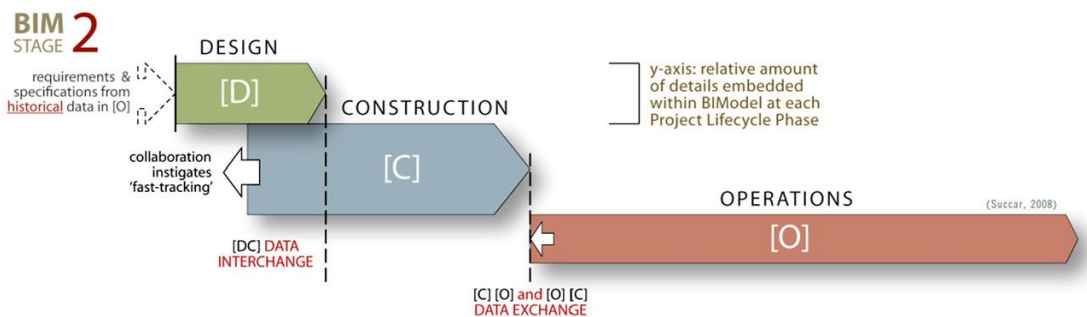 BIM
STAGE 2
DESIGN
requirements &
specifications from
historical data in [O]
[D]
y-axis: relative amount
of details embedded
within BIModel at each
Project Lifecycle Phase
CONSTRUCTION
collaboration
instigates
'fast-tracking'
[C]
OPERATIONS
(Succar, 2008)
[O]
[DC] DATA
INTERCHANGE
[C] [O] and [O] [C]
DATA EXCHANGE